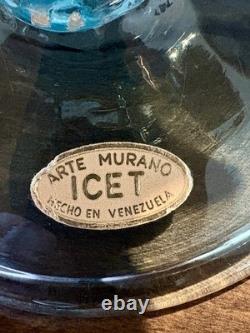 ARTE MURANO
ICET
HECHO EN VENEZUELA